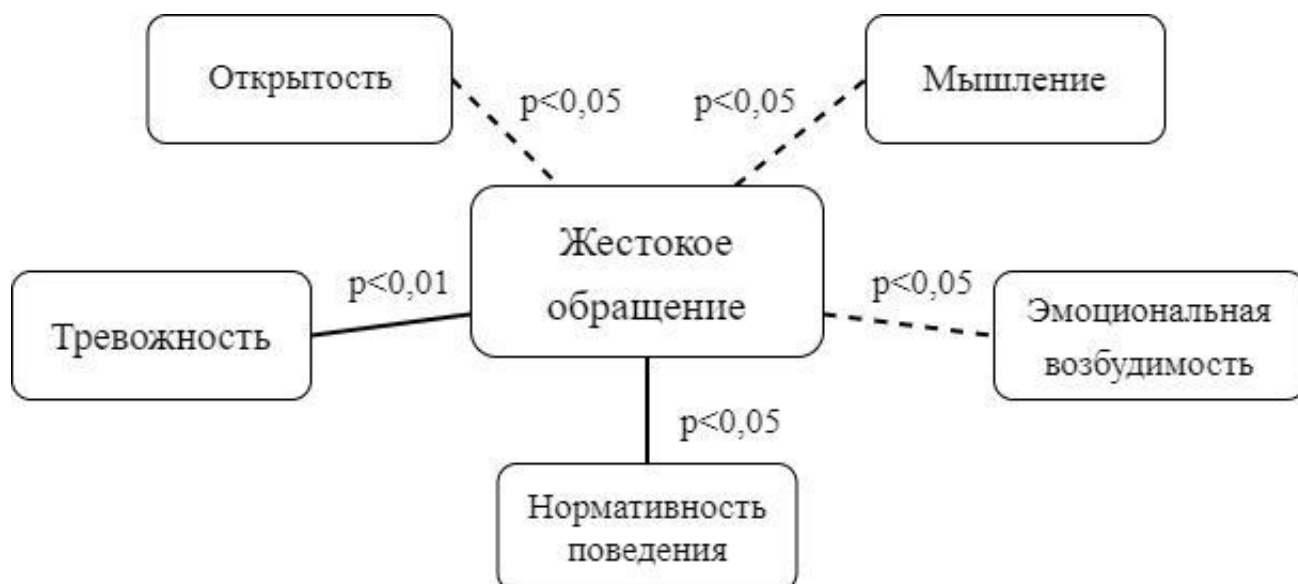 Открытость
p<0,05
p<0,05
Мышление
Жестокое
обращение
p<0,01
Тревожность
p<0,05
Эмоциональная
возбудимость
p<0,05
Нормативность
поведения